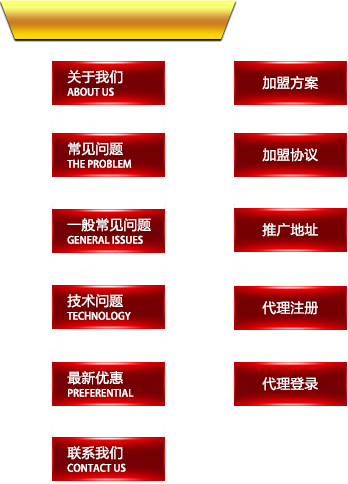 关于我们
ABOUT US
常见问题
THE PROBLEM
一般常见问题
GENERAL ISSUES
技术问题
TECHNOLOGY
最新优惠
PREFERENTIAL
联系我们
CONTACT US
加盟方案
加盟协议
推广地址
代理注册
代理登录